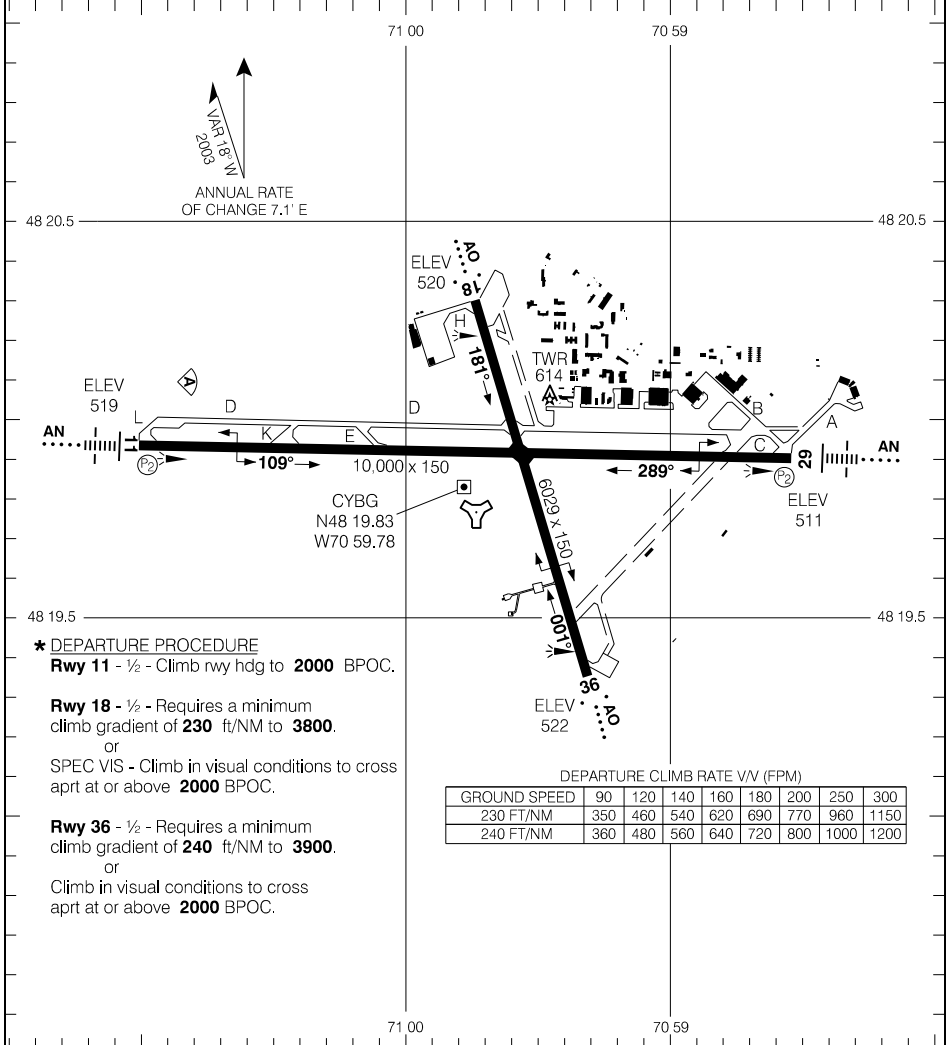 71 00 70 59
VAR 18° W
2003
ANNUAL RATE
OF CHANGE 7.1' E
48 20.5 48 20.5
AO
ELEV
520
18
H
181°
TWR
614
ELEV
519
A
L D D B A
AN K E C AN
11 29
P2 109° 10,000 x 150 289° P2
ELEV
511
CYBG
N48 19.83
W70 59.78
6029 x 150
48 19.5 48 19.5
001°
36
ELEV
522
AO
* DEPARTURE PROCEDURE
Rwy 11 - ½ - Climb rwy hdg to 2000 BPOC.
Rwy 18 - ½ - Requires a minimum
climb gradient of 230 ft/NM to 3800.
or
SPEC VIS - Climb in visual conditions to cross
aprt at or above 2000 BPOC.
Rwy 36 - ½ - Requires a minimum
climb gradient of 240 ft/NM to 3900.
or
Climb in visual conditions to cross
aprt at or above 2000 BPOC.
DEPARTURE CLIMB RATE V/V (FPM)
GROUND SPEED 90 120 140 160 180 200 250 300
230 FT/NM 350 460 540 620 690 770 960 1150
240 FT/NM 360 480 560 640 720 800 1000 1200
71 00 70 59